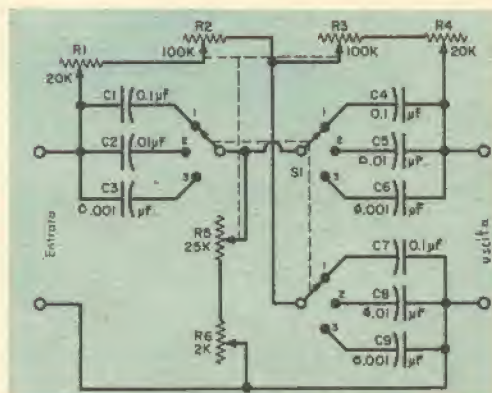 R1
20K
R2
100K
R3
100K
R4
20K
C1 0.1µF
C2 .01µF
C3
0.001 µF
1
2
3
S1
1
2
3
C4
0.1 µF
C5
0.01 µF
C6
0.001 µF
R5
25K
R6
2K
1
2
3
C7 0.1µF
C8
0.01 µF
C9
0.001 µF
Entrata
uscita